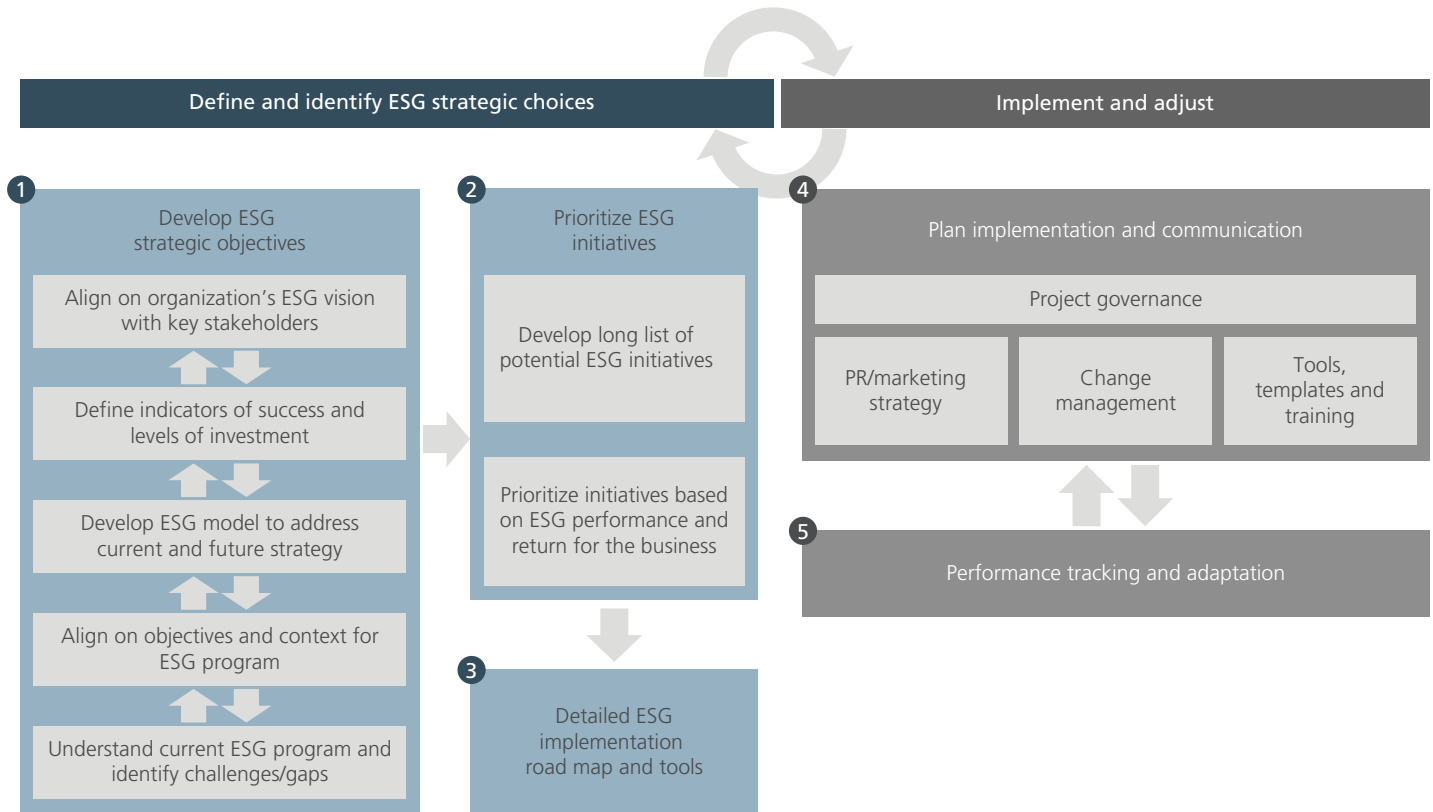 Define and identify ESG strategic choices
Implement and adjust
1
Develop ESG
strategic objectives
Align on organization’s ESG vision
with key stakeholders
Define indicators of success and
levels of investment
Develop ESG model to address
current and future strategy
Align on objectives and context for
ESG program
Understand current ESG program and
identify challenges/gaps
2
Prioritize ESG
initiatives
Develop long list of
potential ESG initiatives
Prioritize initiatives based
on ESG performance and
return for the business
3
Detailed ESG
implementation
road map and tools
4
Plan implementation and communication
Project governance
PR/marketing
strategy
Change
management
Tools,
templates and
training
5
Performance tracking and adaptation